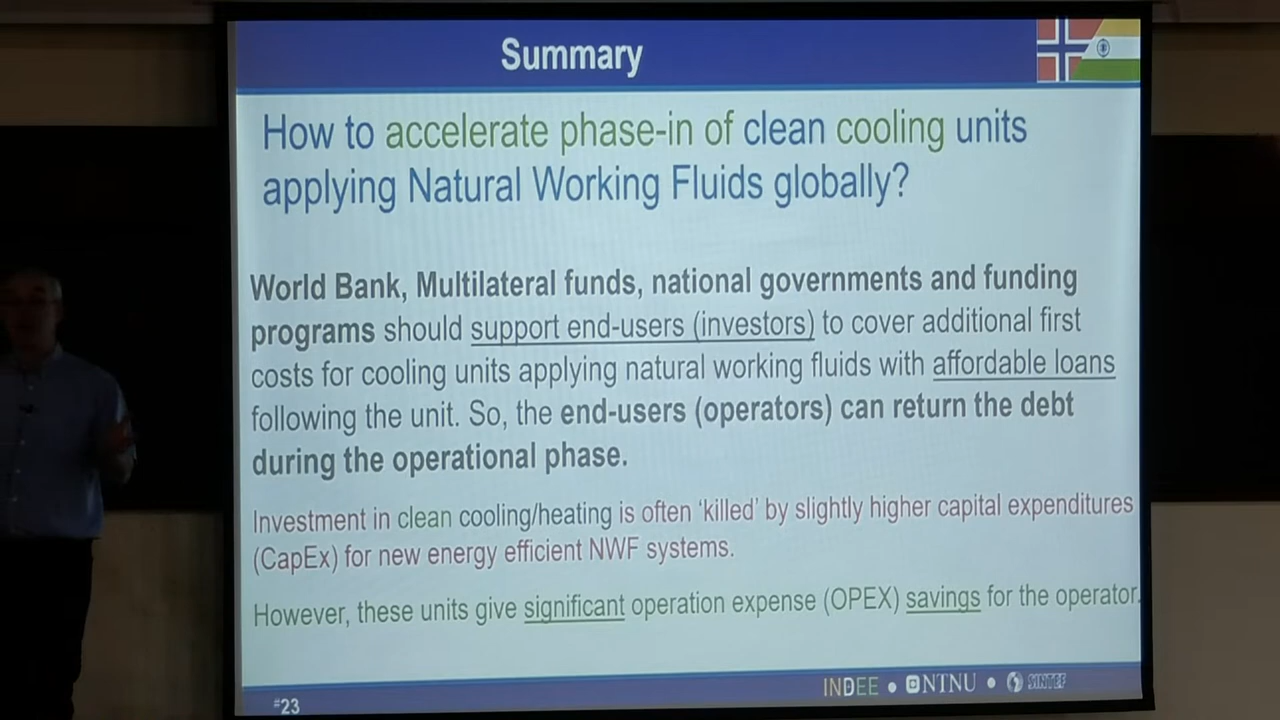 Summary
How to accelerate phase-in of clean cooling units
applying Natural Working Fluids globally?
World Bank, Multilateral funds, national governments and funding
programs should support end-users (investors) to cover additional first
costs for cooling units applying natural working fluids with affordable loans
following the unit. So, the end-users (operators) can return the debt
during the operational phase.
Investment in clean cooling/heating is often ‘killed’ by slightly higher capital expenditures
(CapEx) for new energy efficient NWF systems.
However, these units give significant operation expense (OPEX) savings for the operator.
INDEE • NTNU • SINTEF
#23